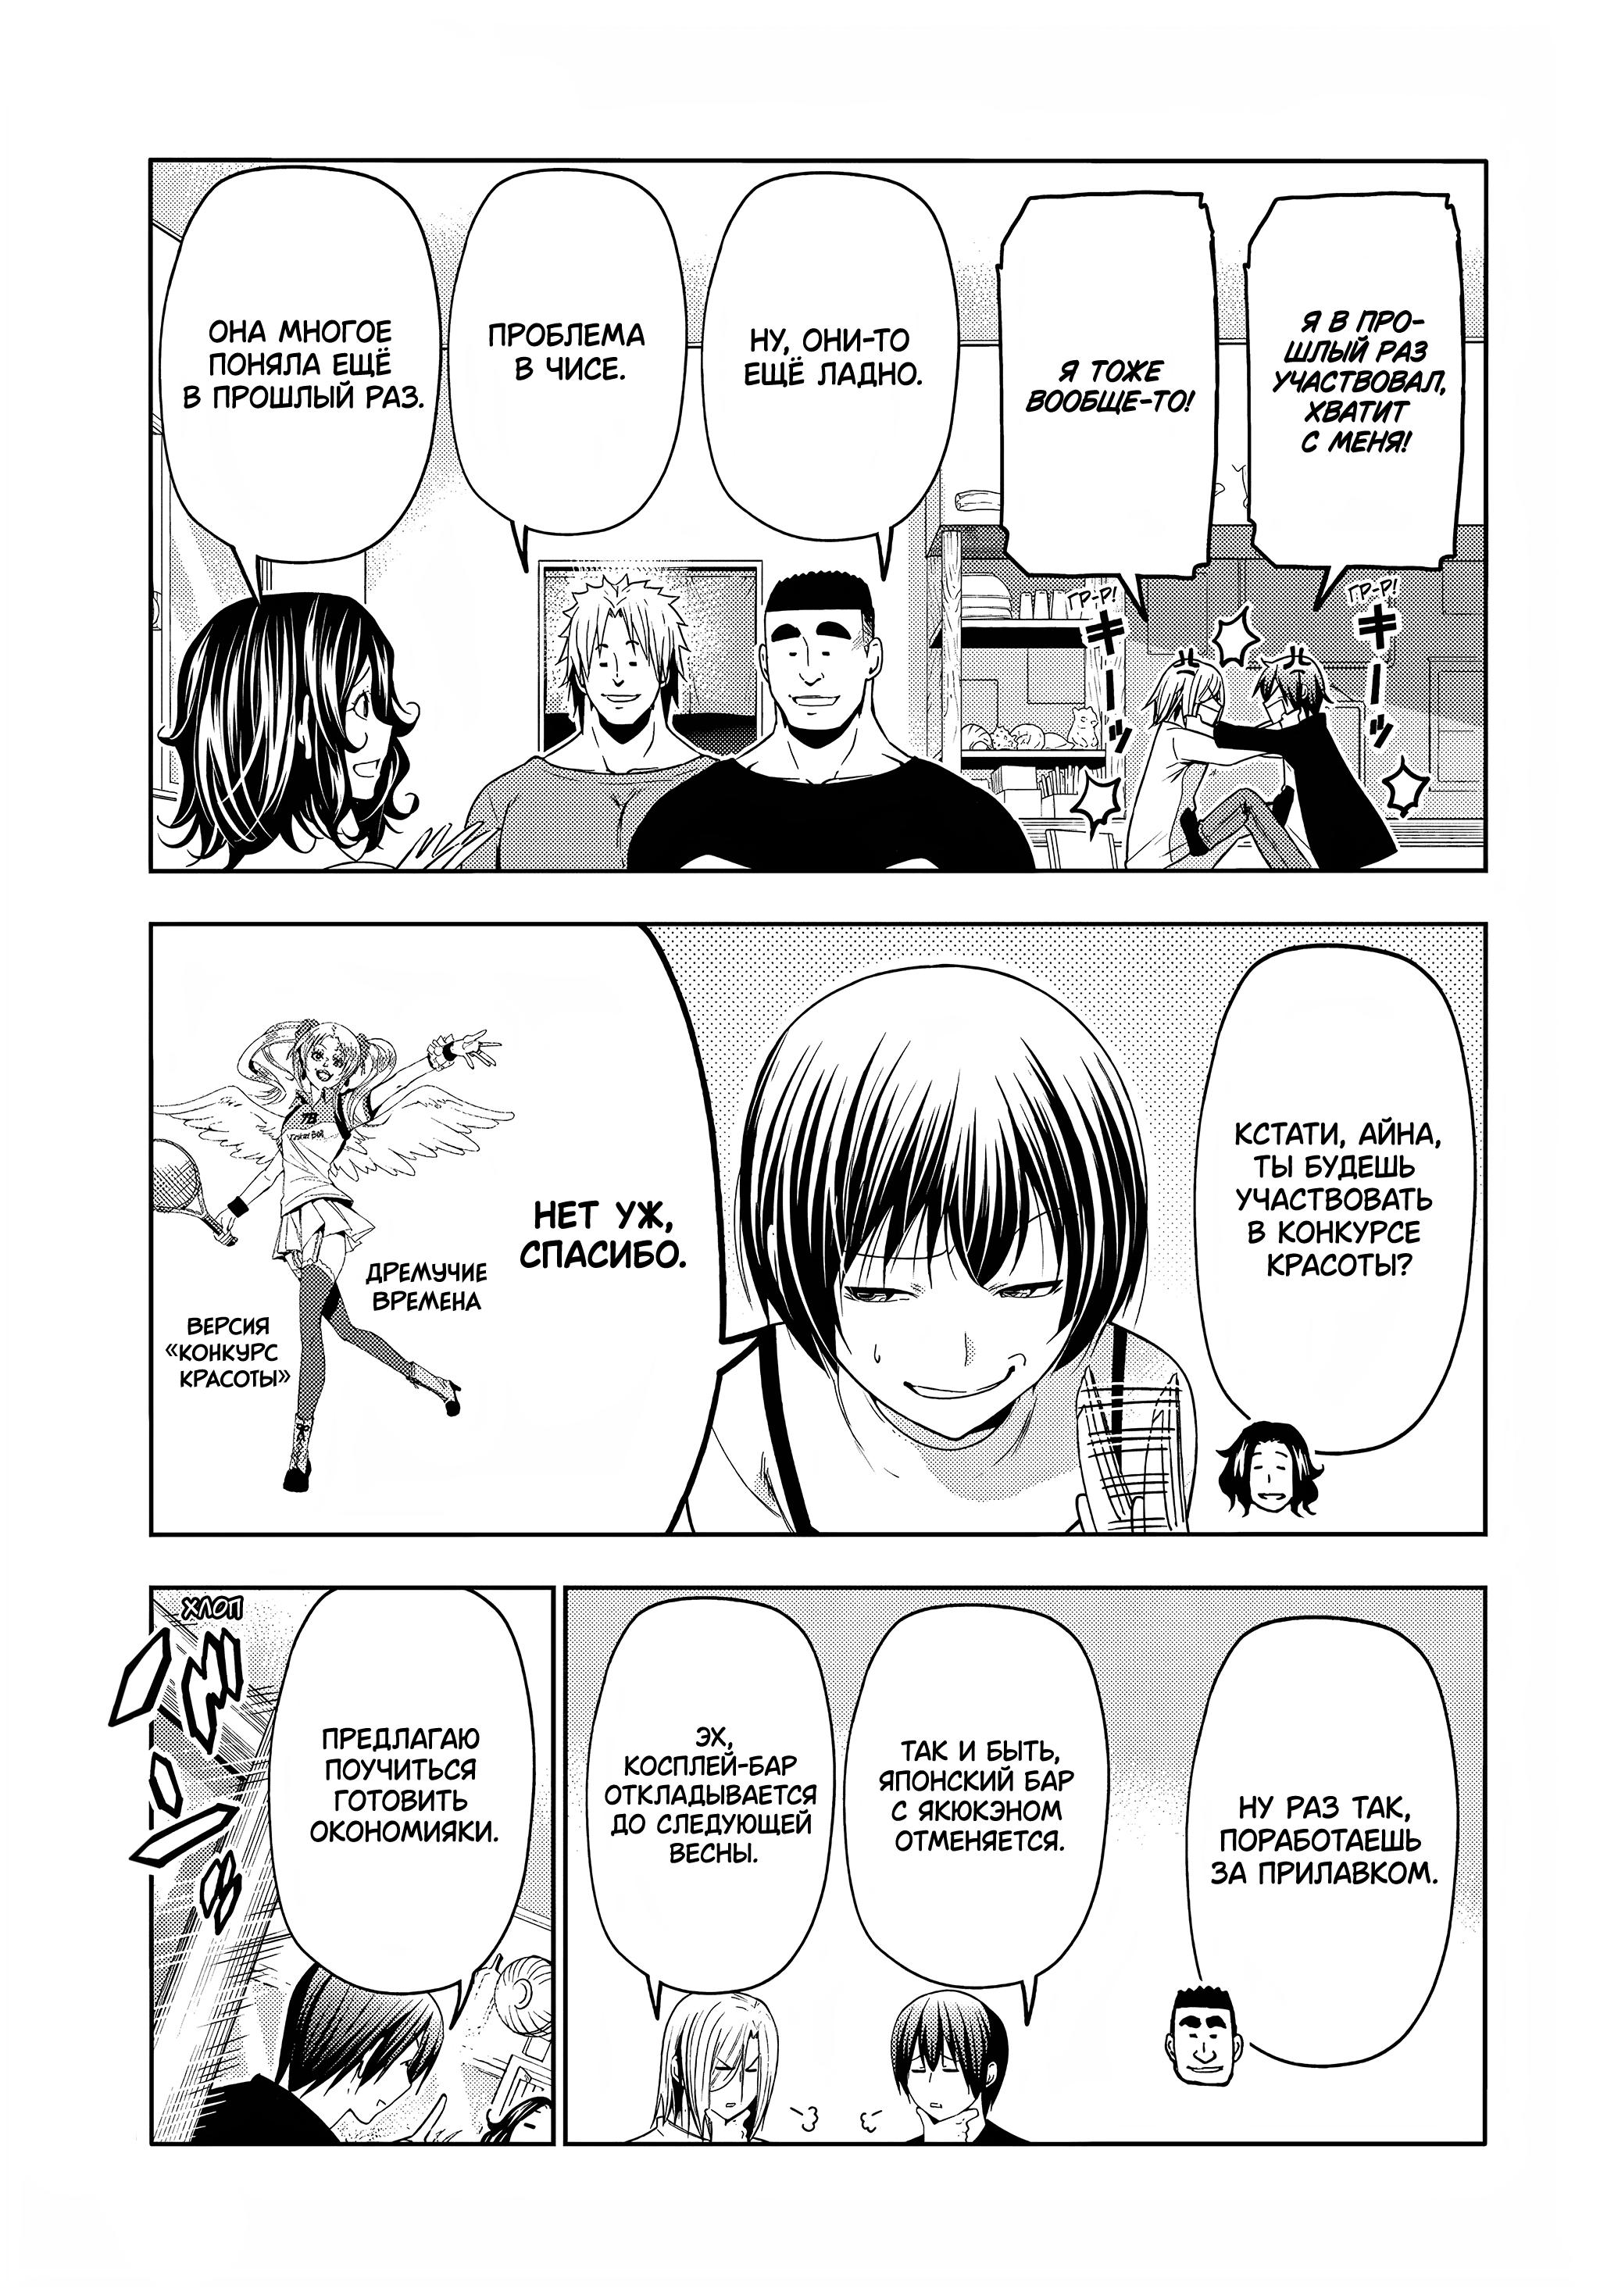 Я В ПРО-
ШЛЫЙ РАЗ
УЧАСТВОВАЛ,
ХВАТИТ
С МЕНЯ!
Я ТОЖЕ
ВООБЩЕ-ТО!
ГР-Р!
キーッ
ГР-Р!
キーッ
НУ, ОНИ-ТО
ЕЩЁ ЛАДНО.
ПРОБЛЕМА
В ЧИСЕ.
ОНА МНОГОЕ
ПОНЯЛА ЕЩЁ
В ПРОШЛЫЙ РАЗ.
КСТАТИ, АЙНА,
ТЫ БУДЕШЬ
УЧАСТВОВАТЬ
В КОНКУРСЕ
КРАСОТЫ?
НЕТ УЖ,
СПАСИБО.
ДРЕМУЧИЕ
ВРЕМЕНА
ВЕРСИЯ
«КОНКУРС
КРАСОТЫ»
НУ РАЗ ТАК,
ПОРАБОТАЕШЬ
ЗА ПРИЛАВКОМ.
ТАК И БЫТЬ,
ЯПОНСКИЙ БАР
С ЯКЮКЭНОМ
ОТМЕНЯЕТСЯ.
ЭХ,
КОСПЛЕЙ-БАР
ОТКЛАДЫВАЕТСЯ
ДО СЛЕДУЮЩЕЙ
ВЕСНЫ.
ПРЕДЛАГАЮ
ПОУЧИТЬСЯ
ГОТОВИТЬ
ОКОНОМИЯКИ.
ХЛОП